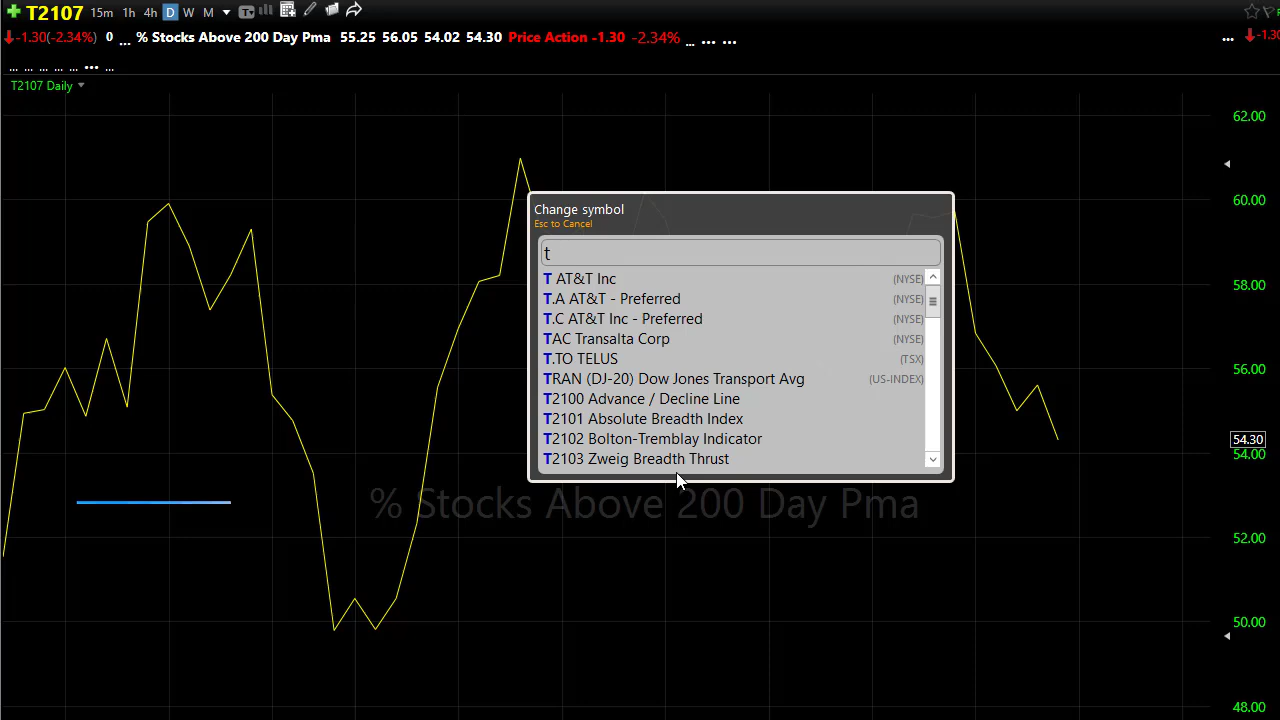 T2107 15m 1h 4h D W M
-1.30(-2.34%) 0 ... % Stocks Above 200 Day Pma 55.25 56.05 54.02 54.30 Price Action -1.30 -2.34% ... ... ... ... -1.30
... ... ... ... ... ... ...
T2107 Daily
62.00
60.00
58.00
56.00
54.30
54.00
52.00
50.00
48.00
Change symbol
Esc to Cancel
t
T AT&T Inc (NYSE)
T.A AT&T - Preferred (NYSE)
T.C AT&T Inc - Preferred (NYSE)
TAC Transalta Corp (NYSE)
T.TO TELUS (TSX)
TRAN (DJ-20) Dow Jones Transport Avg (US-INDEX)
T2100 Advance / Decline Line
T2101 Absolute Breadth Index
T2102 Bolton-Tremblay Indicator
T2103 Zweig Breadth Thrust
% Stocks Above 200 Day Pma